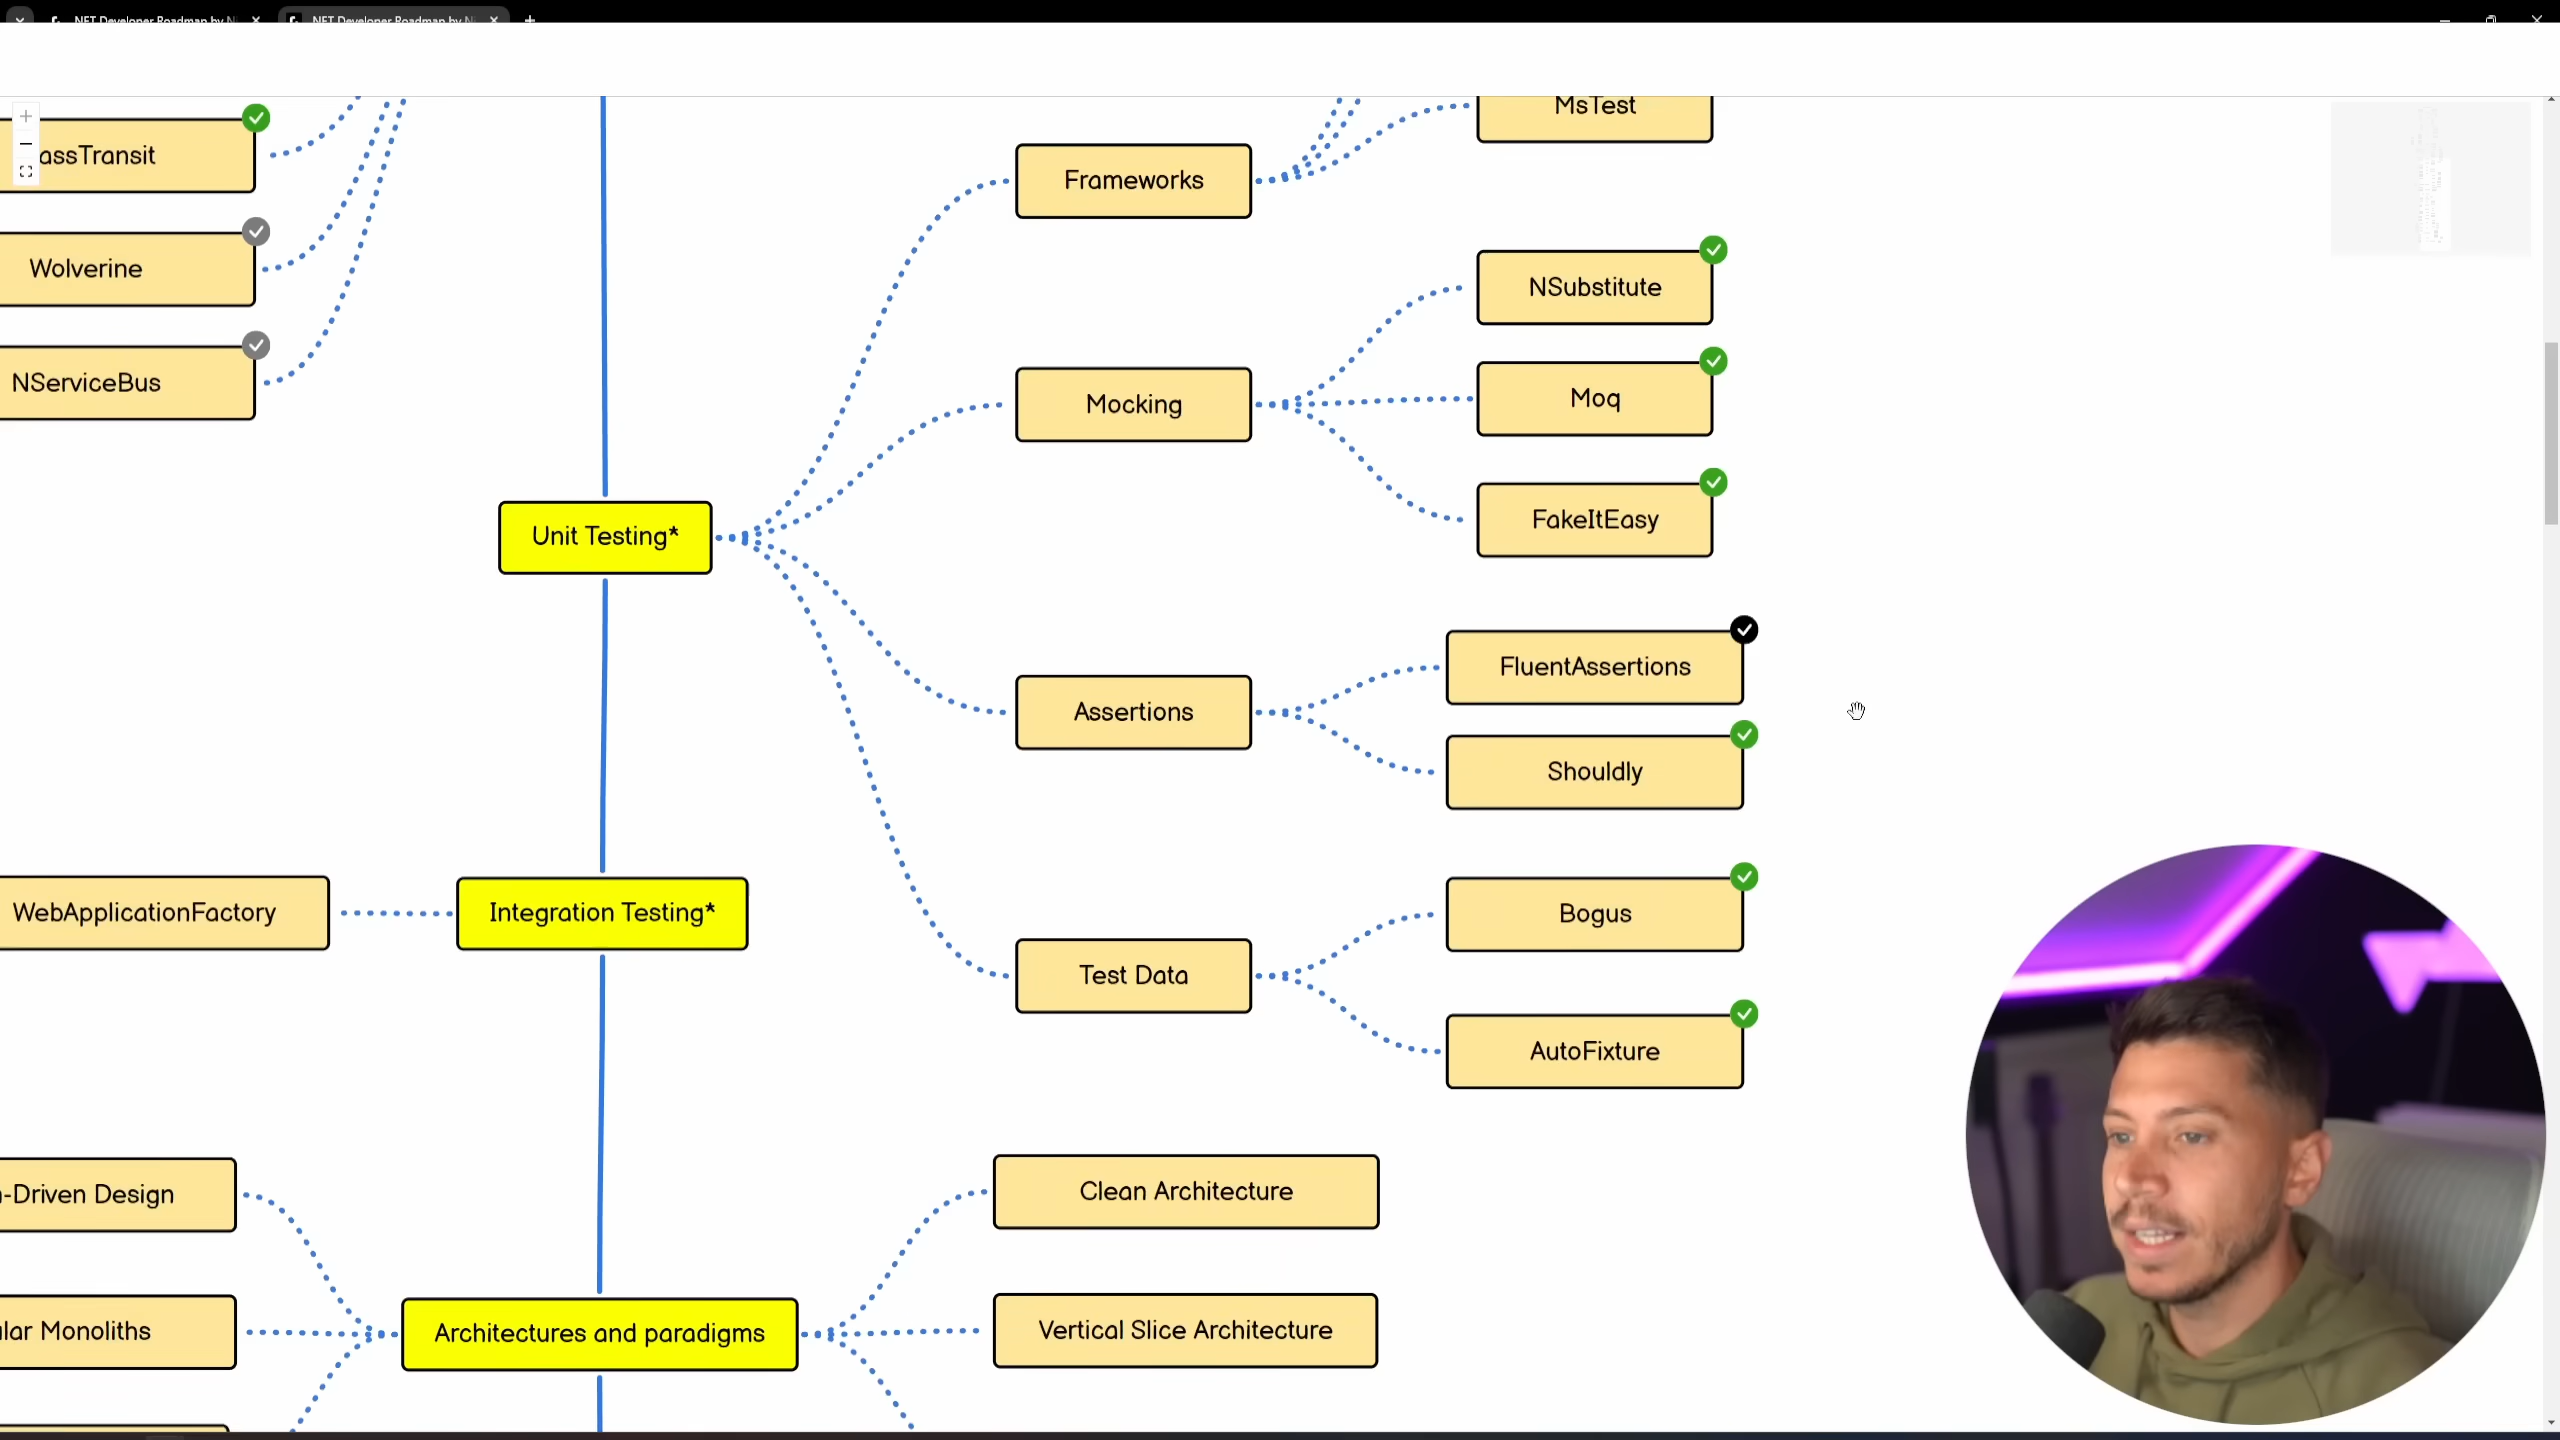 .NET Developer Roadmap by Ni
.NET Developer Roadmap by Ni
MsTest
assTransit
Frameworks
Wolverine
NSubstitute
NServiceBus
Mocking
Moq
FakeItEasy
Unit Testing*
FluentAssertions
Assertions
Shouldly
WebApplicationFactory
Integration Testing*
Bogus
Test Data
AutoFixture
-Driven Design
Clean Architecture
lar Monoliths
Architectures and paradigms
Vertical Slice Architecture